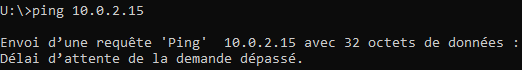 U:\>ping 10.0.2.15
Envoi d’une requête 'Ping'  10.0.2.15 avec 32 octets de données :
Délai d’attente de la demande dépassé.